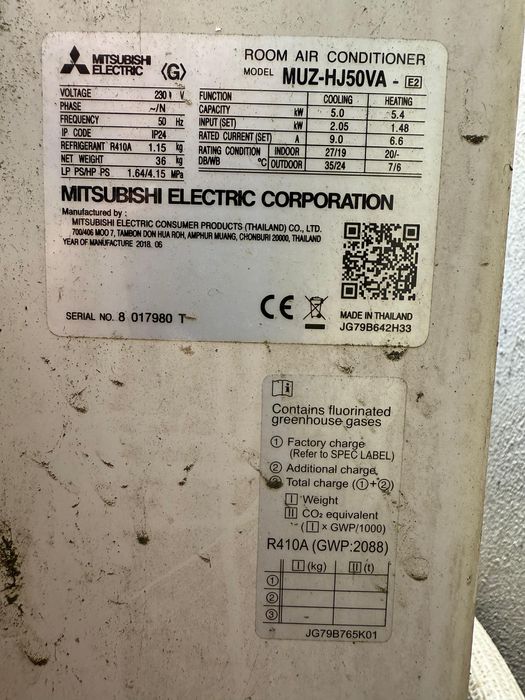 MITSUBISHI ELECTRIC ⟨G⟩
ROOM AIR CONDITIONER
MODEL MUZ-HJ50VA - E2
VOLTAGE 230 V
PHASE ~/N
FREQUENCY 50 Hz
IP CODE IP24
REFRIGERANT R410A 1.15 kg
NET WEIGHT 36 kg
LP PS/HP PS 1.64/4.15 MPa
FUNCTION COOLING HEATING
CAPACITY kW 5.0 5.4
INPUT (SET) kW 2.05 1.48
RATED CURRENT (SET) A 9.0 6.6
RATING CONDITION INDOOR 27/19 20/-
DB/WB °C OUTDOOR 35/24 7/6
MITSUBISHI ELECTRIC CORPORATION
Manufactured by :
MITSUBISHI ELECTRIC CONSUMER PRODUCTS (THAILAND) CO., LTD.
700/406 MOO 7, TAMBON DON HUA ROH, AMPHUR MUANG, CHONBURI 20000, THAILAND
YEAR OF MANUFACTURE 2018. 06
SERIAL NO. 8 017980 T
CE
MADE IN THAILAND
JG79B642H33
i
Contains fluorinated
greenhouse gases
① Factory charge
(Refer to SPEC LABEL)
② Additional charge
Total charge (①+②)
I Weight
II CO₂ equivalent
(I × GWP/1000)
R410A (GWP:2088)
I (kg) II (t)
①
②
③
JG79B765K01